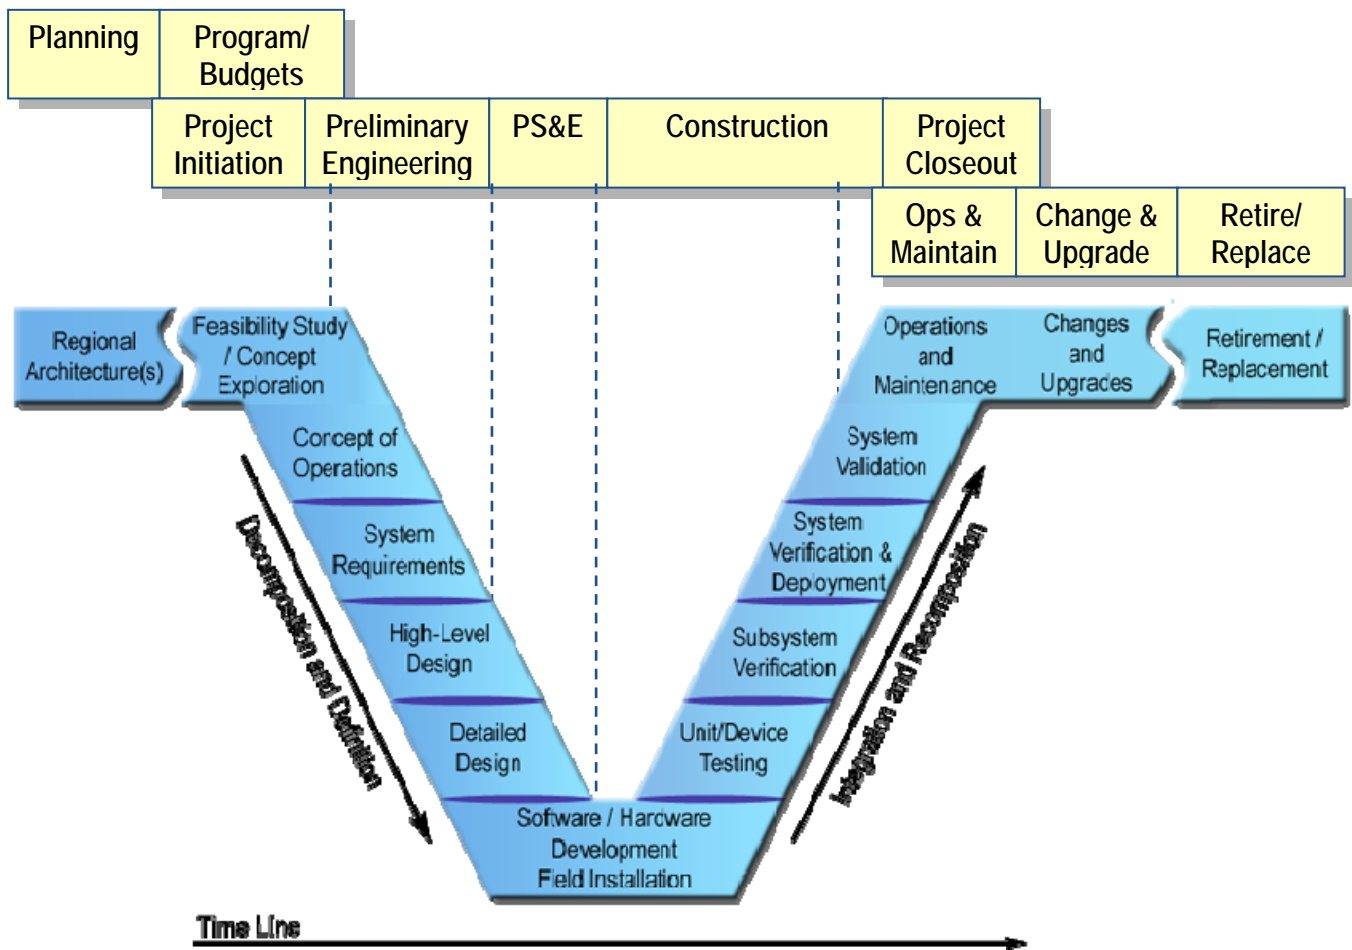 Planning
Program/
Budgets
Project
Initiation
Preliminary
Engineering
PS&E
Construction
Project
Closeout
Ops &
Maintain
Change &
Upgrade
Retire/
Replace
Regional
Architecture(s)
Feasibility Study
/ Concept
Exploration
Operations
and
Maintenance
Changes
and
Upgrades
Retirement /
Replacement
Concept of
Operations
System
Validation
System
Requirements
System
Verification &
Deployment
High-Level
Design
Subsystem
Verification
Detailed
Design
Unit/Device
Testing
Software / Hardware
Development
Field Installation
Decomposition and Definition
Integration and Recomposition
Time Line